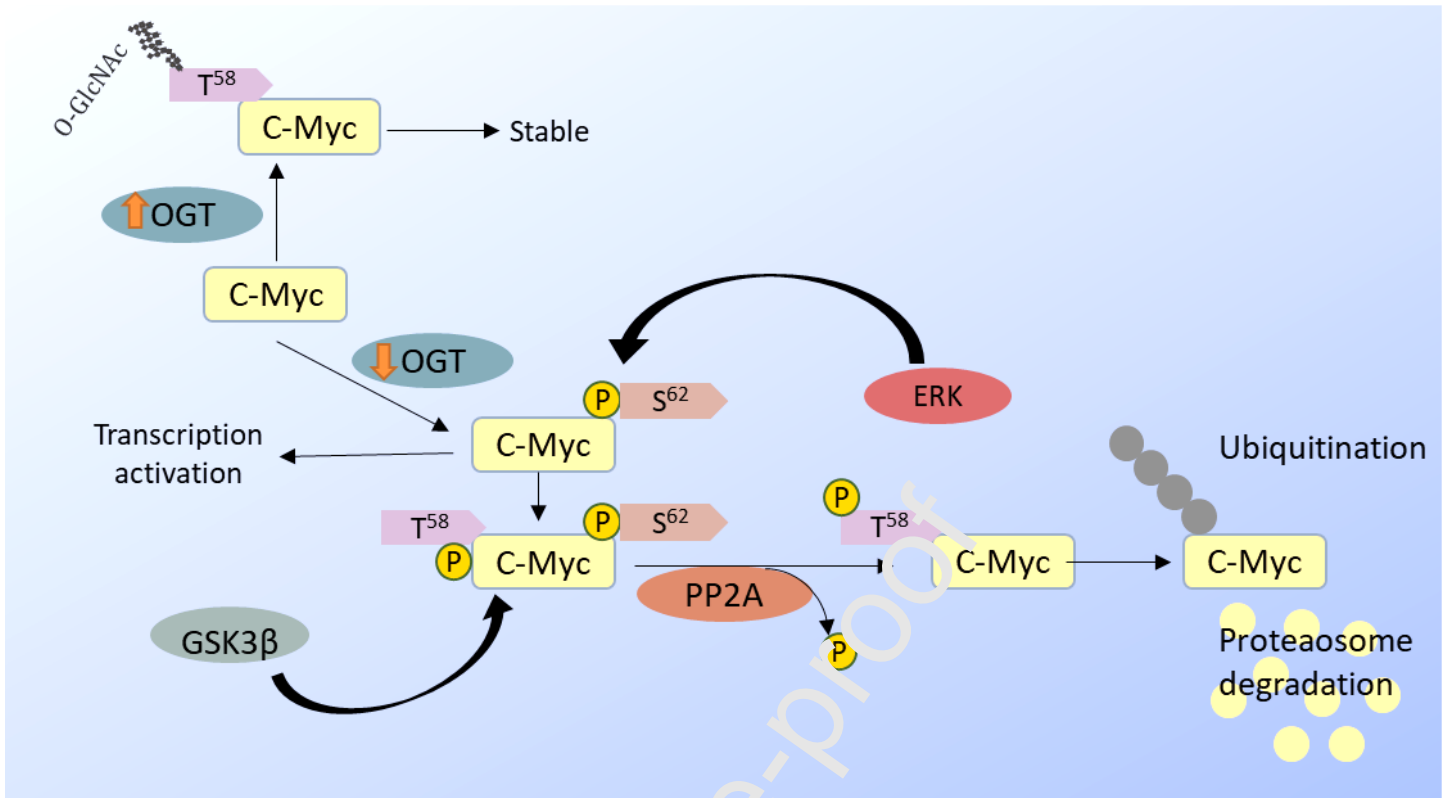 O-GlcNAc
T⁵⁸
C-Myc
Stable
OGT
C-Myc
OGT
P
S⁶²
ERK
C-Myc
Transcription
activation
Ubiquitination
T⁵⁸
P
S⁶²
P
C-Myc
P
T⁵⁸
C-Myc
C-Myc
PP2A
GSK3β
P
Proteaosome
degradation
e-proof